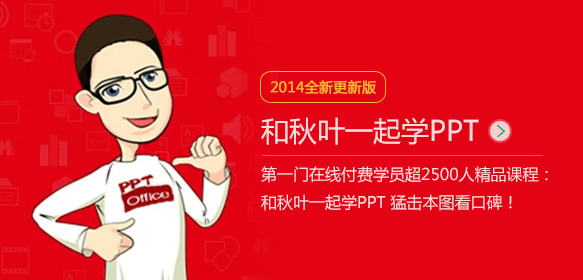 2014全新更新版
和秋叶一起学PPT
第一门在线付费学员超2500人精品课程：
和秋叶一起学PPT 猛击本图看口碑！
PPT
Office